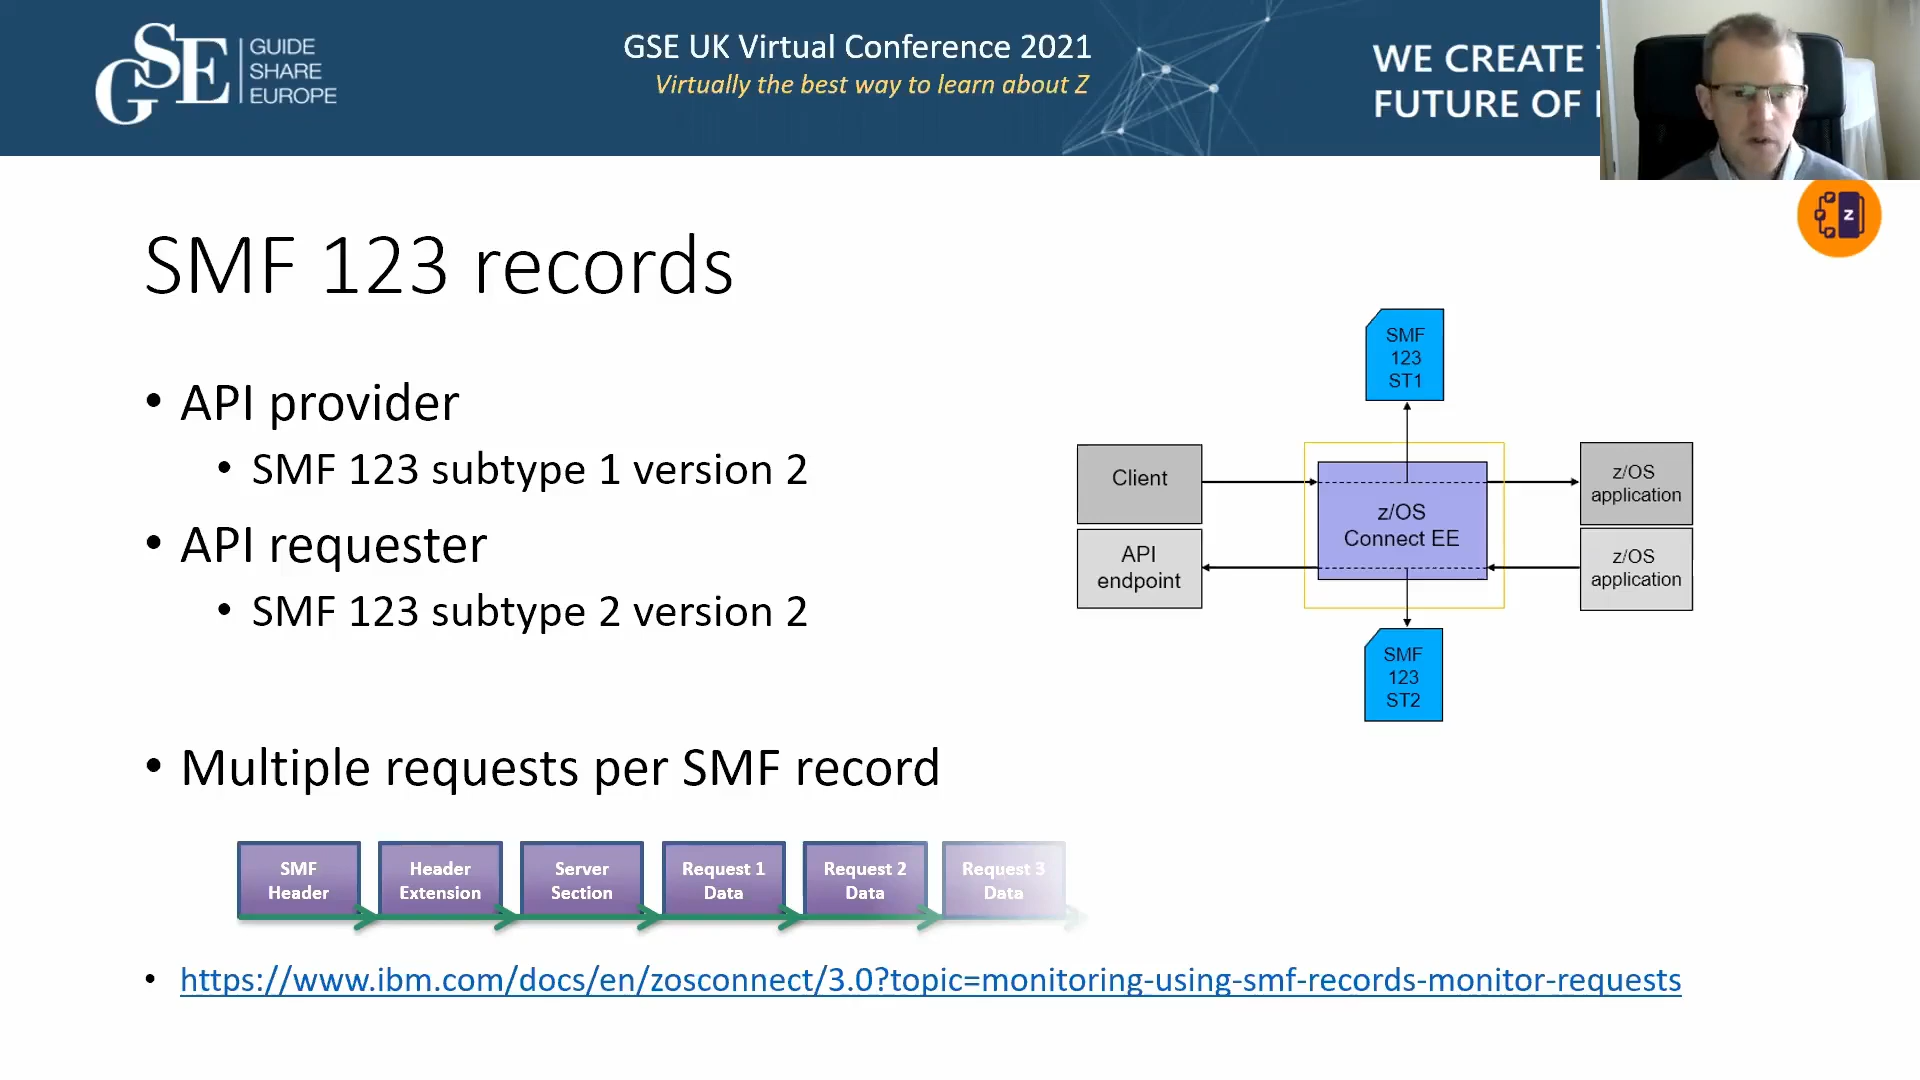 GSE GUIDE
SHARE
EUROPE
GSE UK Virtual Conference 2021
Virtually the best way to learn about Z
WE CREATE
FUTURE OF
z
SMF 123 records
• API provider
• SMF 123 subtype 1 version 2
• API requester
• SMF 123 subtype 2 version 2
• Multiple requests per SMF record
SMF
123
ST1
Client
z/OS
Connect EE
z/OS
application
API
endpoint
z/OS
application
SMF
123
ST2
SMF
Header
Header
Extension
Server
Section
Request 1
Data
Request 2
Data
Request 3
Data
• https://www.ibm.com/docs/en/zosconnect/3.0?topic=monitoring-using-smf-records-monitor-requests